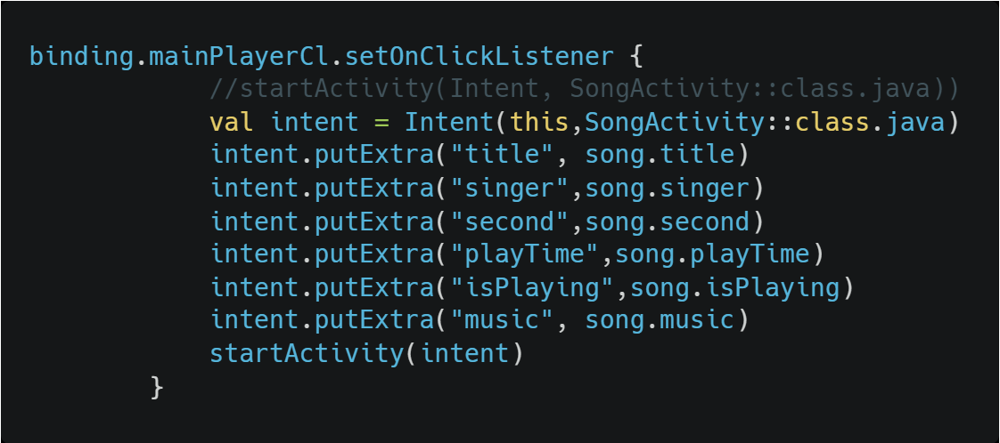 binding.mainPlayerCl.setOnClickListener {
//startActivity(Intent, SongActivity::class.java))
val intent = Intent(this,SongActivity::class.java)
intent.putExtra("title", song.title)
intent.putExtra("singer",song.singer)
intent.putExtra("second",song.second)
intent.putExtra("playTime",song.playTime)
intent.putExtra("isPlaying",song.isPlaying)
intent.putExtra("music", song.music)
startActivity(intent)
}